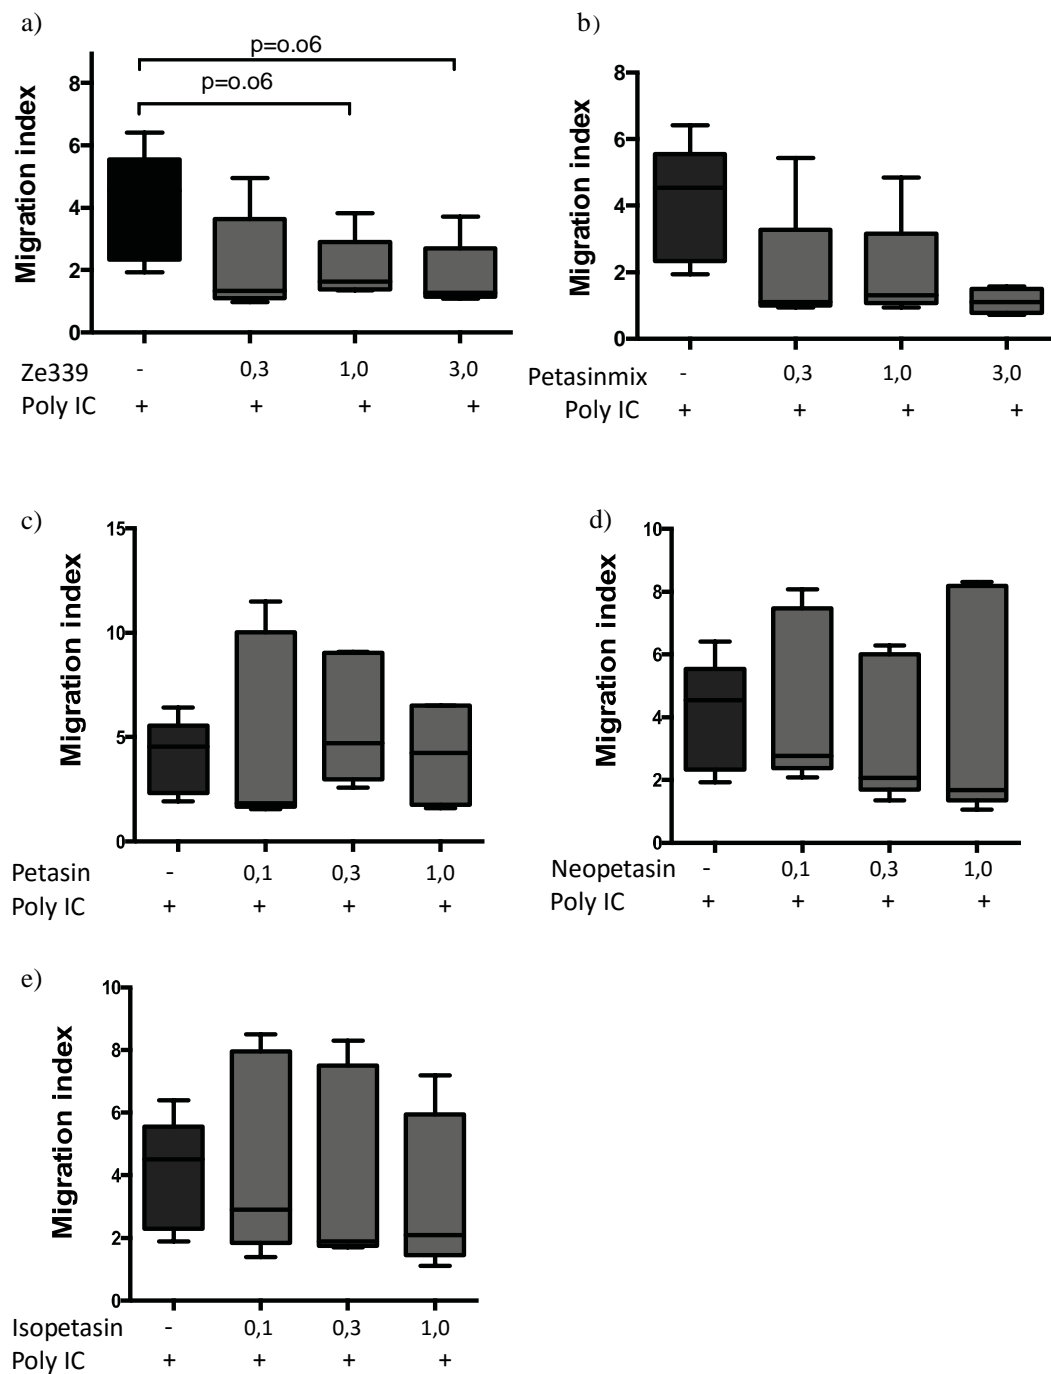 a)
p=o.o6
p=o.o6
Migration index
8
6
4
2
0
Ze339 - 0,3 1,0 3,0
Poly IC + + + +
b)
Migration index
8
6
4
2
0
Petasinmix - 0,3 1,0 3,0
Poly IC + + + +
c)
Migration index
15
10
5
0
Petasin - 0,1 0,3 1,0
Poly IC + + + +
d)
Migration index
10
8
6
4
2
0
Neopetasin - 0,1 0,3 1,0
Poly IC + + + +
e)
Migration index
10
8
6
4
2
0
Isopetasin - 0,1 0,3 1,0
Poly IC + + + +